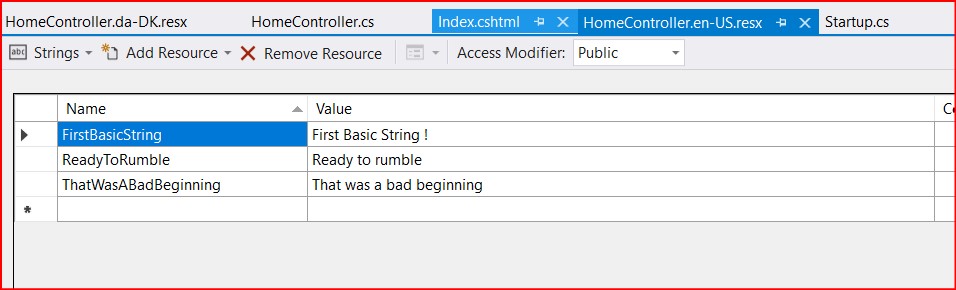 HomeController.da-DK.resx HomeController.cs Index.cshtml HomeController.en-US.resx Startup.cs
abc Strings Add Resource Remove Resource Access Modifier: Public
Name Value
FirstBasicString First Basic String !
ReadyToRumble Ready to rumble
ThatWasABadBeginning That was a bad beginning
*